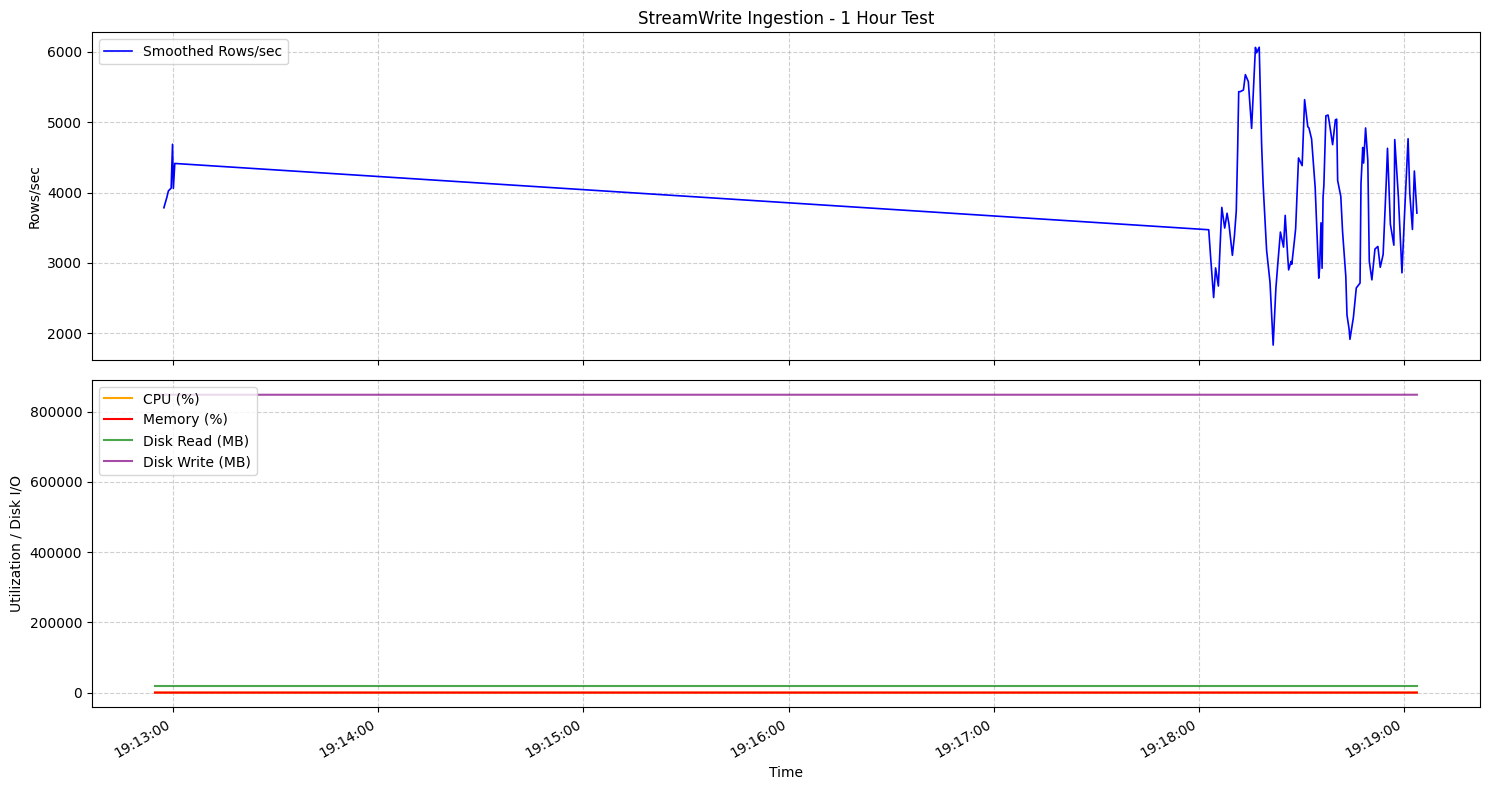 StreamWrite Ingestion - 1 Hour Test
Smoothed Rows/sec
6000
5000
4000
3000
2000
Rows/sec
CPU (%)
Memory (%)
Disk Read (MB)
Disk Write (MB)
800000
600000
400000
200000
0
Utilization / Disk I/O
19:13:00
19:14:00
19:15:00
19:16:00
19:17:00
19:18:00
19:19:00
Time